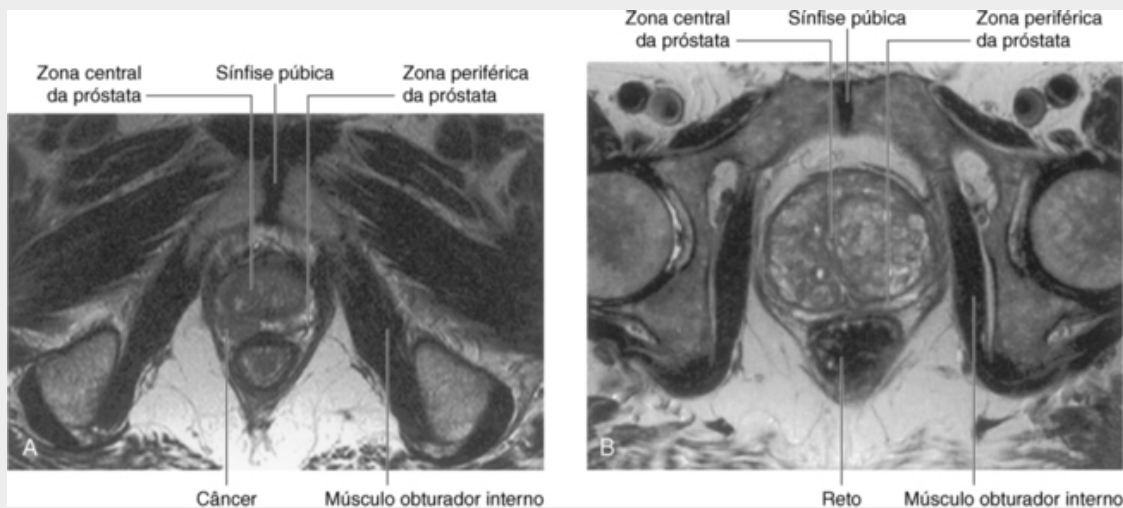 Zona central
da próstata
Sínfise púbica
Zona periférica
da próstata
A
Câncer
Músculo obturador interno
Zona central
da próstata
Sínfise púbica
Zona periférica
da próstata
B
Reto
Músculo obturador interno